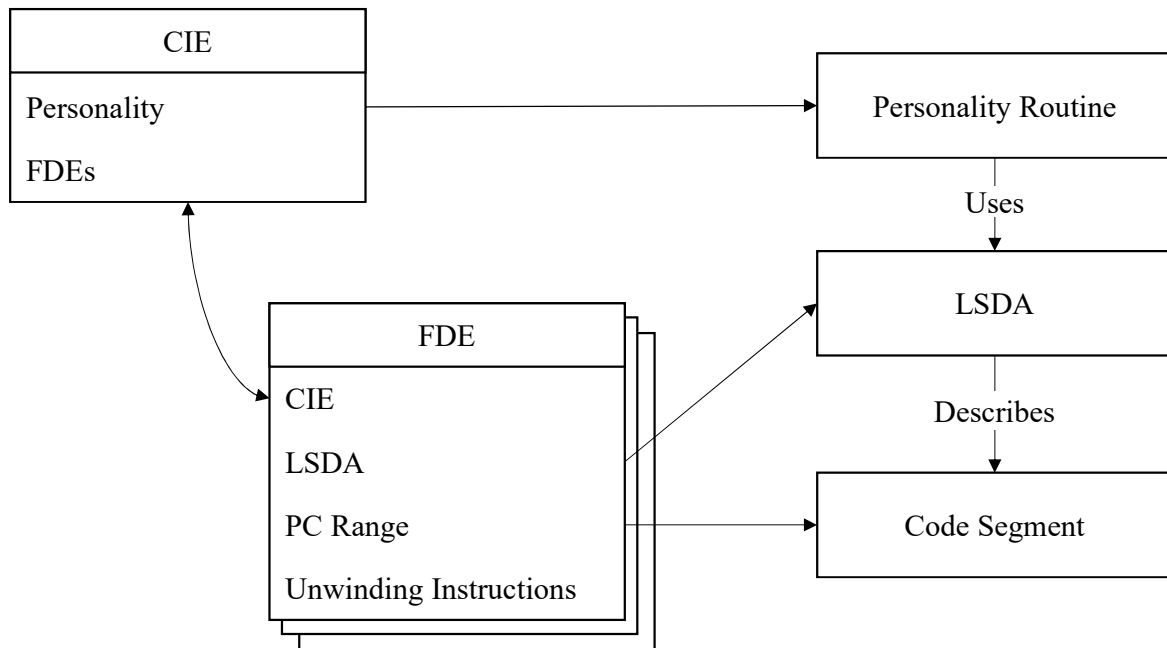 CIE
Personality
FDEs
Personality Routine
Uses
LSDA
Describes
Code Segment
FDE
CIE
LSDA
PC Range
Unwinding Instructions